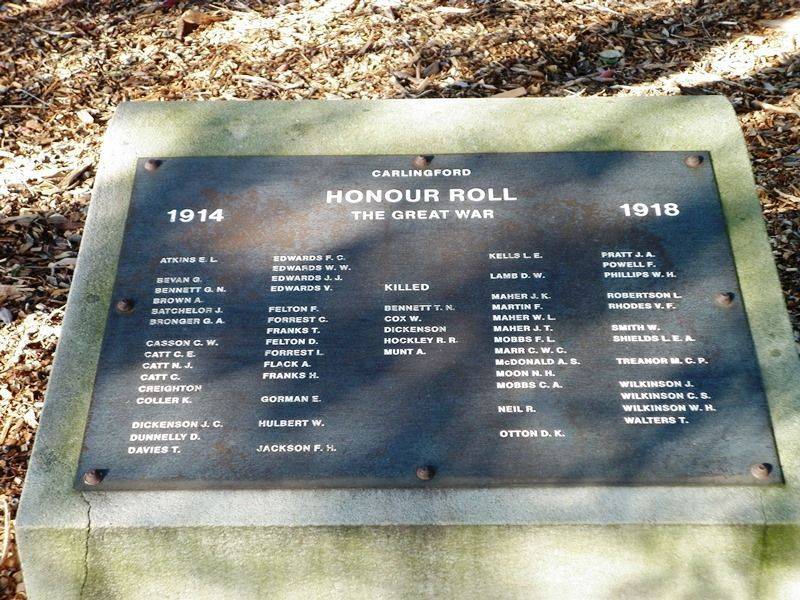 CARLINGFORD
HONOUR ROLL
1914
THE GREAT WAR
1918
ATKINS E. L.
BEVAN G.
BENNETT G. N.
BROWN A.
BATCHELOR J.
BRONGER G. A.
CASSON C. W.
CATT C. E.
CATT N. J.
CATT C.
CREIGHTON
COLLER K.
DICKENSON J. C.
DUNNELLY D.
DAVIES T.
EDWARDS F. C.
EDWARDS W. W.
EDWARDS J. J.
EDWARDS V.
FELTON F.
FORREST C.
FRANKS T.
FELTON D.
FORREST I.
FLACK A.
FRANKS H.
GORMAN E.
HULBERT W.
JACKSON F. H.
KILLED
BENNETT T. N.
COX W.
DICKENSON
HOCKLEY R. R.
MUNT A.
KELLS L. E.
LAMB D. W.
MAHER J. K.
MARTIN F.
MAHER W. L.
MAHER J. T.
MOBBS F. L.
MARR C. W. C.
McDONALD A. S.
MOON N. H.
MOBBS C. A.
NEIL R.
OTTON D. K.
PRATT J. A.
POWELL F.
PHILLIPS W. H.
ROBERTSON L.
RHODES V. F.
SMITH W.
SHIELDS L. E. A.
TREANOR M. C. P.
WILKINSON J.
WILKINSON C. S.
WILKINSON W. H.
WALTERS T.